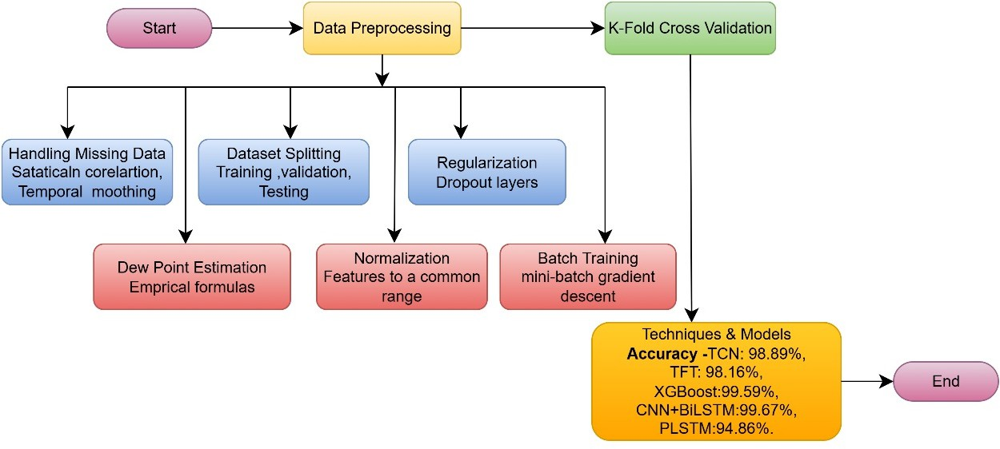 Start
Data Preprocessing
K-Fold Cross Validation
Handling Missing Data
Sataticaln corelartion,
Temporal moothing
Dataset Splitting
Training ,validation,
Testing
Regularization
Dropout layers
Dew Point Estimation
Emprical formulas
Normalization
Features to a common
range
Batch Training
mini-batch gradient
descent
Techniques & Models
Accuracy -TCN: 98.89%,
TFT: 98.16%,
XGBoost:99.59%,
CNN+BiLSTM:99.67%,
PLSTM:94.86%.
End